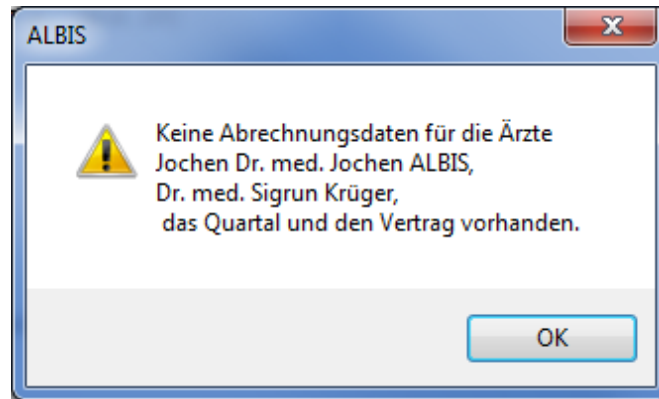 ALBIS
Keine Abrechnungsdaten für die Ärzte
Jochen Dr. med. Jochen ALBIS,
Dr. med. Sigrun Krüger,
das Quartal und den Vertrag vorhanden.
OK